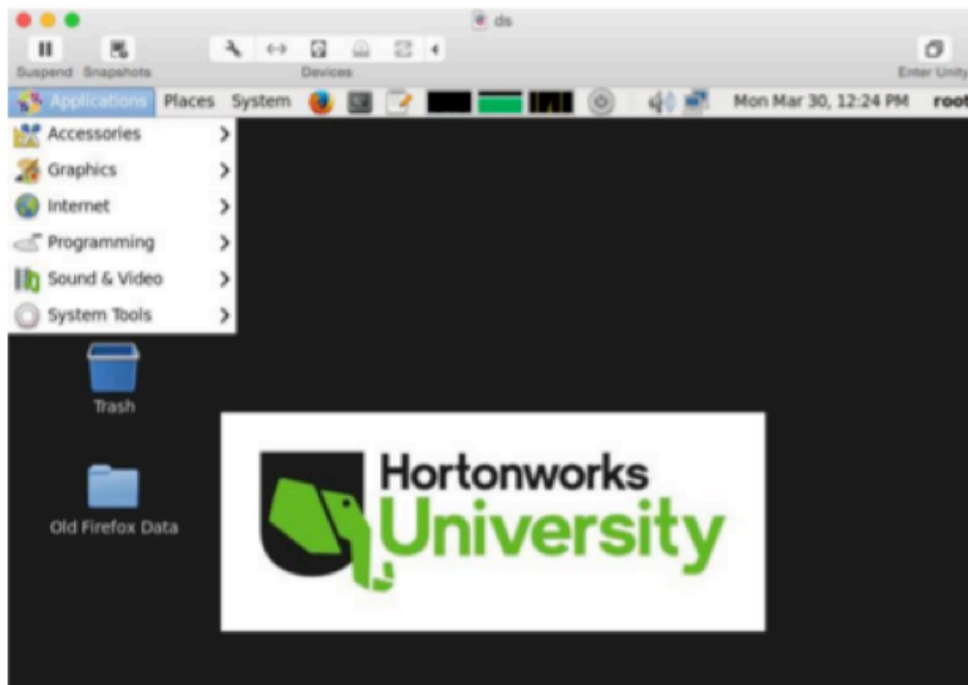 ds
Suspend Snapshots Devices Enter Unity
Applications Places System Mon Mar 30, 12:24 PM root
Accessories
Graphics
Internet
Programming
Sound & Video
System Tools
Trash
Old Firefox Data
Hortonworks
University